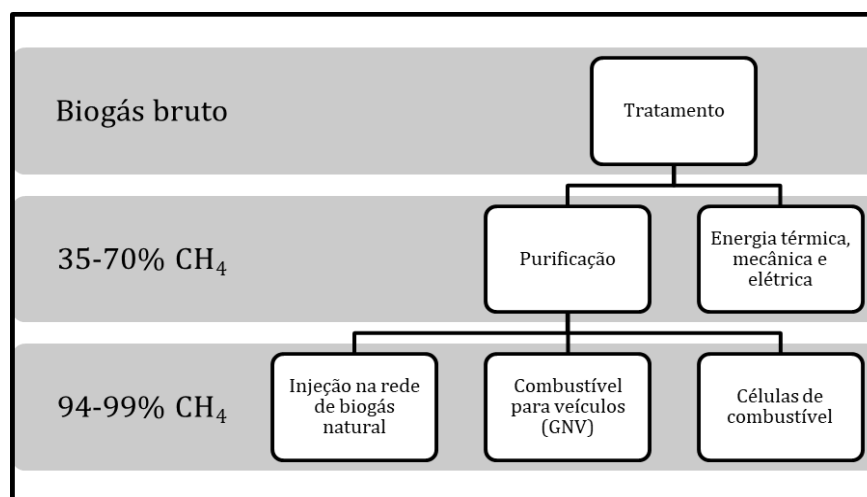 Biogás bruto
Tratamento
35-70% CH₄
Purificação
Energia térmica,
mecânica e
elétrica
94-99% CH₄
Injeção na rede
de biogás
natural
Combustível
para veículos
(GNV)
Células de
combustível